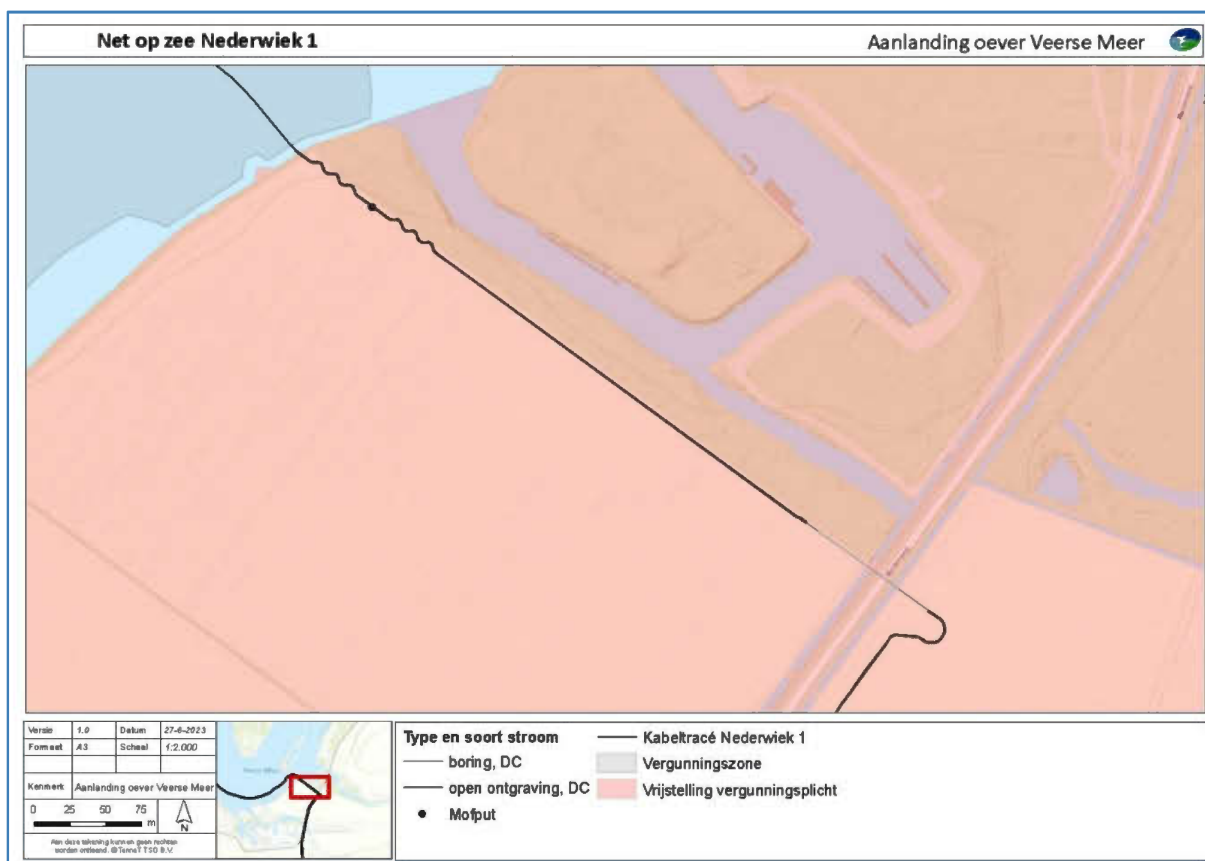 Net op zee Nederwiek 1
Aanlanding oever Veerse Meer
Versie 1.0 Datum 27-6-2023
Formaat A3 Schaal 1:2.000
Kenmerk Aanlanding oever Veerse Meer
0 25 50 75
m
N
Aan deze tekening kunnen geen rechten
worden ontleend. @TenneT TSO B.V.
Type en soort stroom
boring, DC
open ontgraving, DC
Mofput
Kabeltracé Nederwiek 1
Vergunningszone
Vrijstelling vergunningsplicht